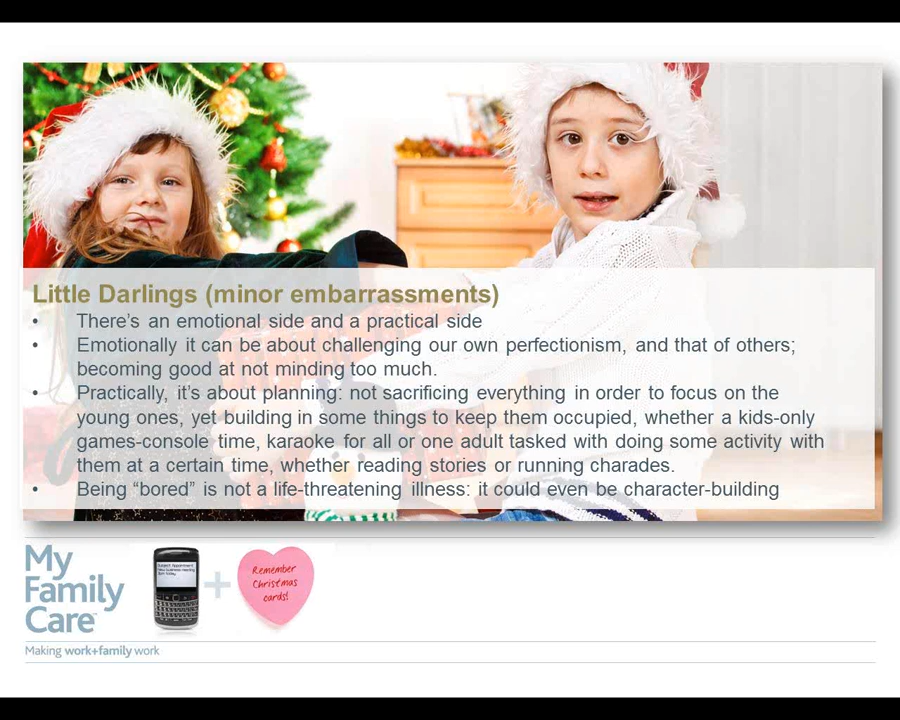 Little Darlings (minor embarrassments)
• There's an emotional side and a practical side
• Emotionally it can be about challenging our own perfectionism, and that of others;
becoming good at not minding too much.
• Practically, it's about planning: not sacrificing everything in order to focus on the
young ones, yet building in some things to keep them occupied, whether a kids-only
games-console time, karaoke for all or one adult tasked with doing some activity with
them at a certain time, whether reading stories or running charades.
• Being "bored" is not a life-threatening illness: it could even be character-building
My
Family
Care™
Remember
Christmas
cards!
Making work+family work